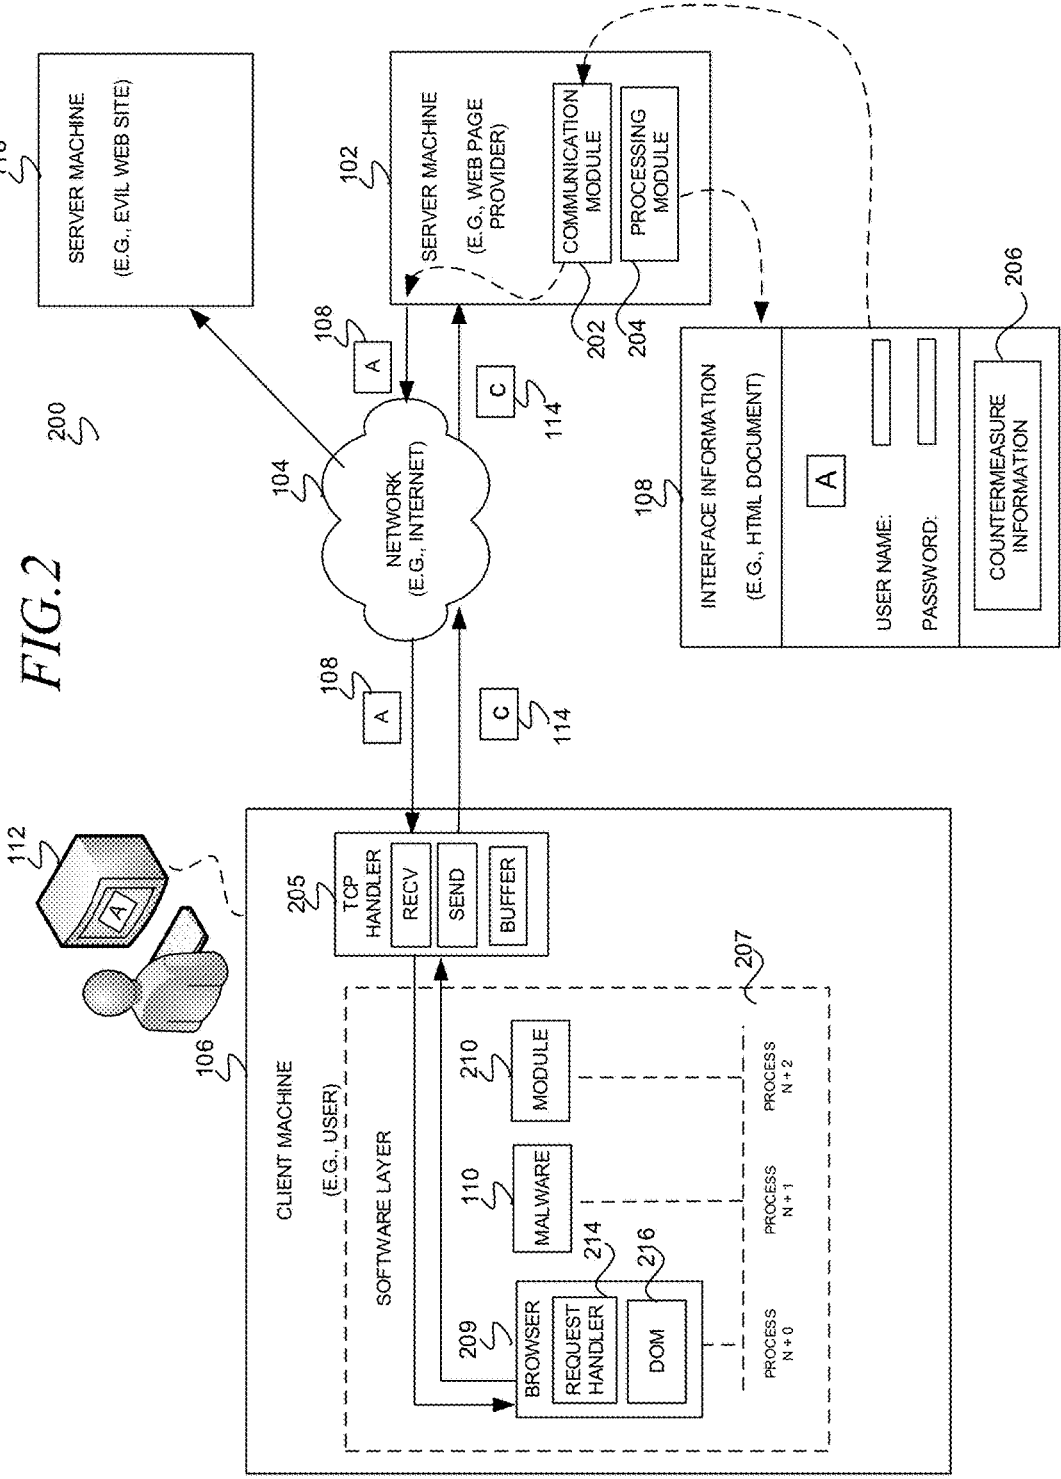 FIG.2
200
112
106
CLIENT MACHINE
(E.G., USER)
SOFTWARE LAYER
209
BROWSER
REQUEST
HANDLER
214
DOM
216
110
MALWARE
210
MODULE
PROCESS
N + 0
PROCESS
N + 1
PROCESS
N + 2
207
205
TCP
HANDLER
RECV
SEND
BUFFER
A
108
A
C
114
104
NETWORK
(E.G., INTERNET)
108
A
C
114
SERVER MACHINE
(E.G., EVIL WEB SITE)
102
SERVER MACHINE
(E.G., WEB PAGE
PROVIDER)
COMMUNICATION
MODULE
PROCESSING
MODULE
202
204
108
INTERFACE INFORMATION
(E.G., HTML DOCUMENT)
A
USER NAME:
PASSWORD:
COUNTERMEASURE
INFORMATION
206